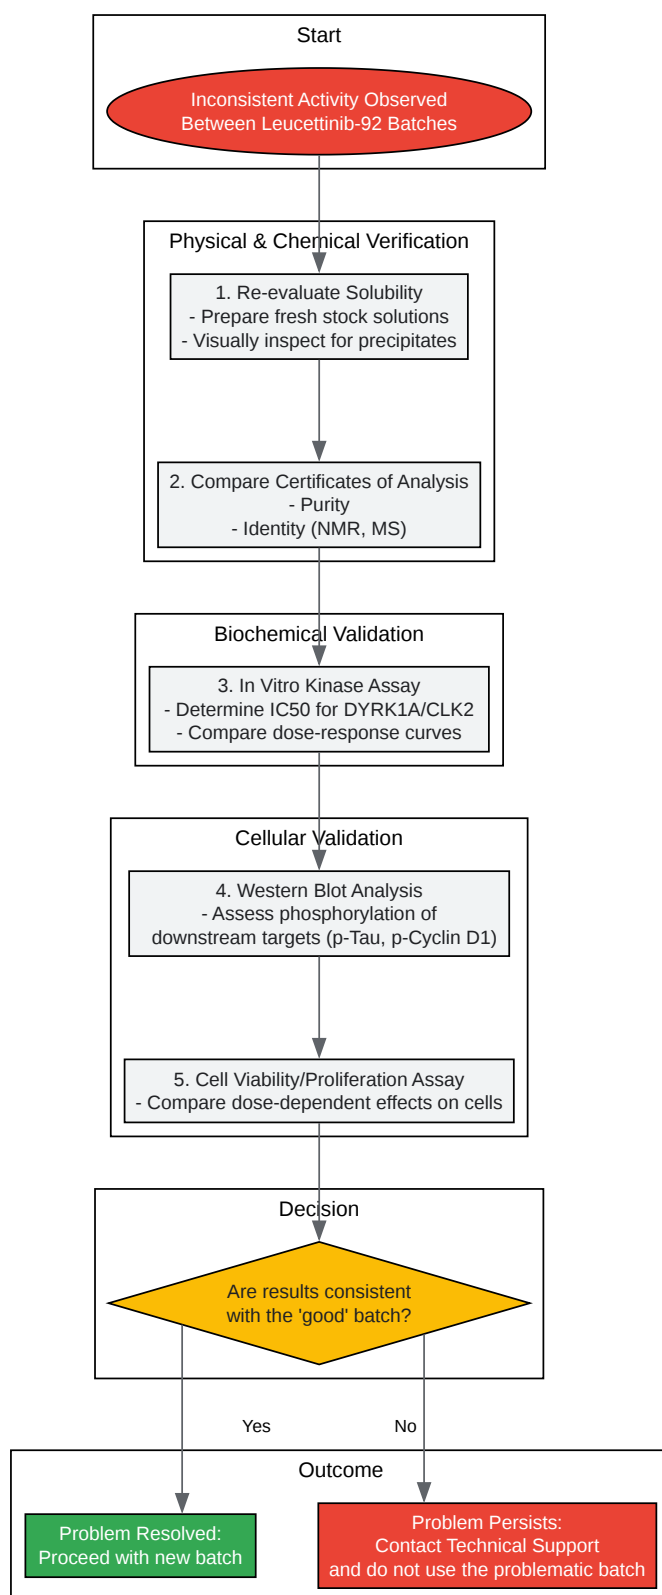 Start
Inconsistent Activity Observed
Between Leucettinib-92 Batches
Physical & Chemical Verification
1. Re-evaluate Solubility
- Prepare fresh stock solutions
- Visually inspect for precipitates
2. Compare Certificates of Analysis
- Purity
- Identity (NMR, MS)
Biochemical Validation
3. In Vitro Kinase Assay
- Determine IC50 for DYRK1A/CLK2
- Compare dose-response curves
Cellular Validation
4. Western Blot Analysis
- Assess phosphorylation of
downstream targets (p-Tau, p-Cyclin D1)
5. Cell Viability/Proliferation Assay
- Compare dose-dependent effects on cells
Decision
Are results consistent
with the 'good' batch?
Yes
No
Outcome
Problem Resolved:
Proceed with new batch
Problem Persists:
Contact Technical Support
and do not use the problematic batch